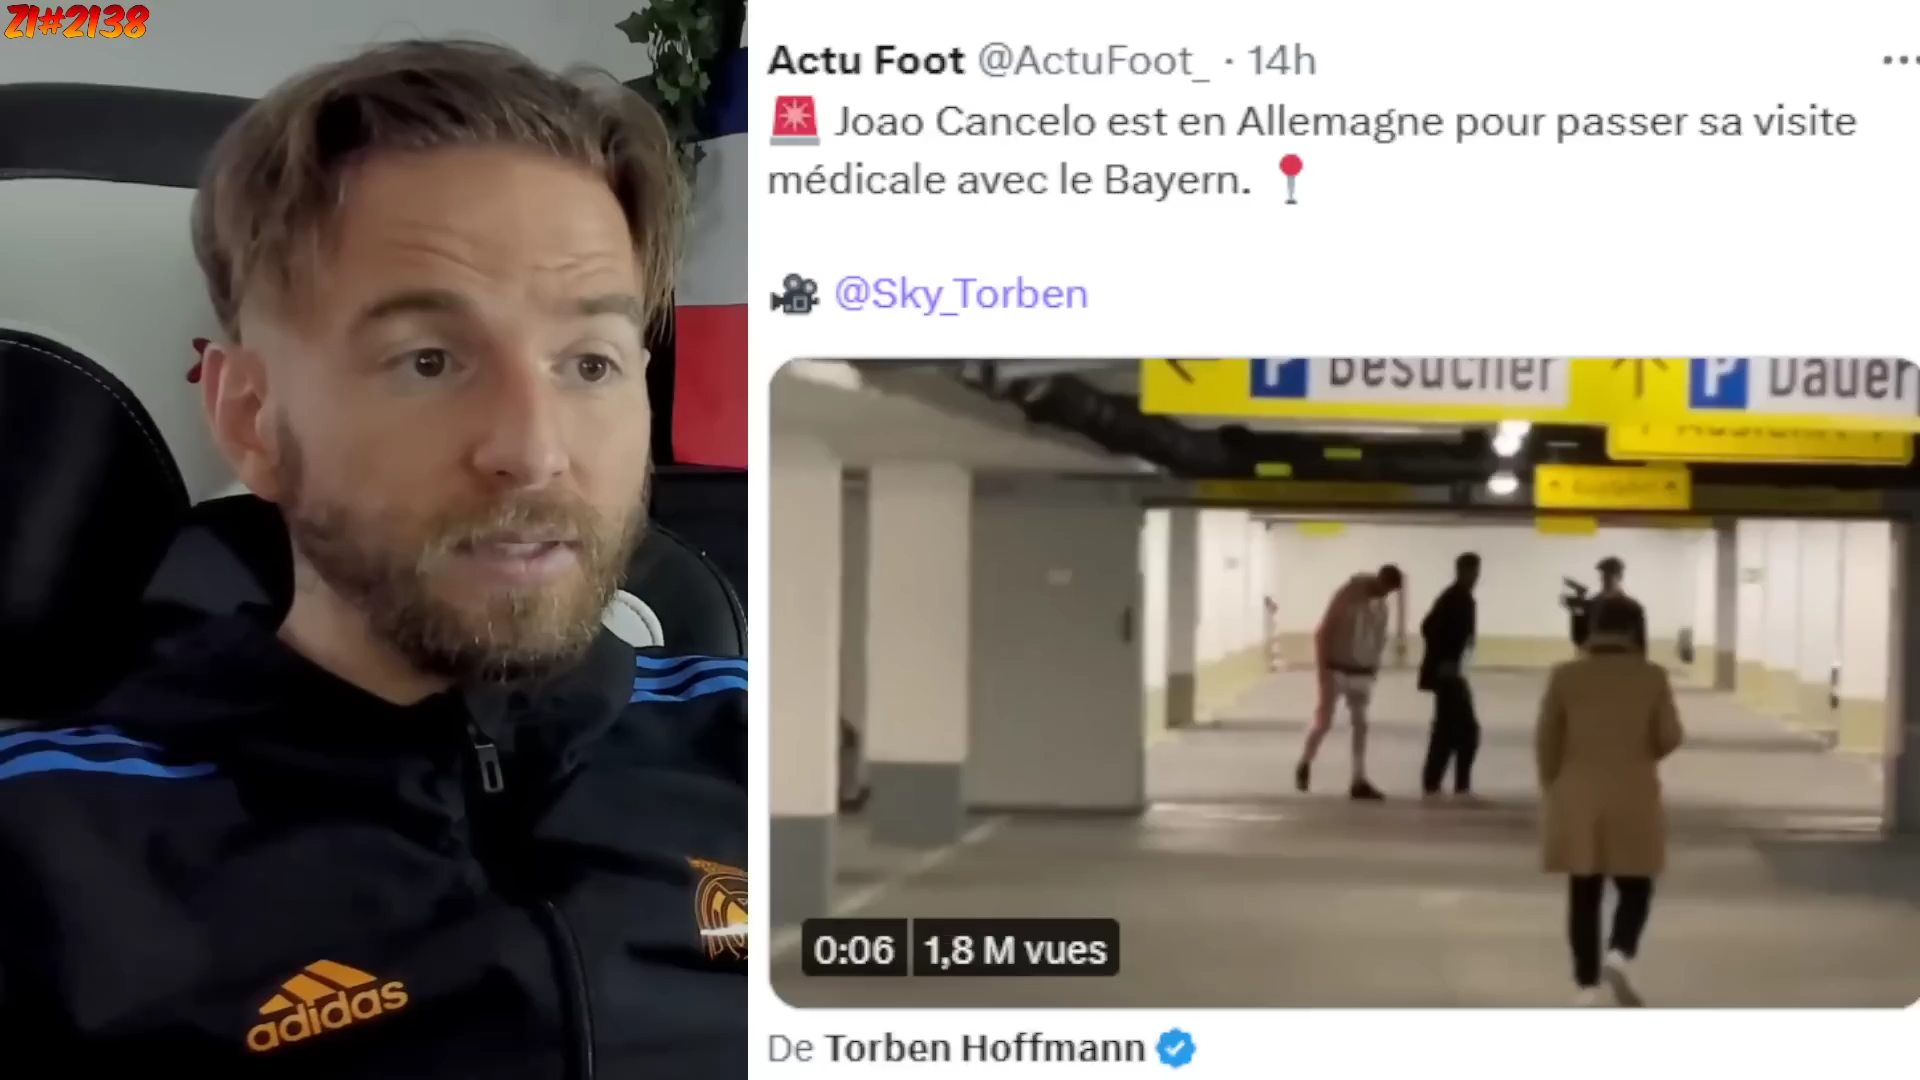 ZI#2138
Actu Foot @ActuFoot_ · 14h
Joao Cancelo est en Allemagne pour passer sa visite
médicale avec le Bayern.
@Sky_Torben
P Besucher
P Dauer
0:06 1,8 M vues
De Torben Hoffmann
adidas